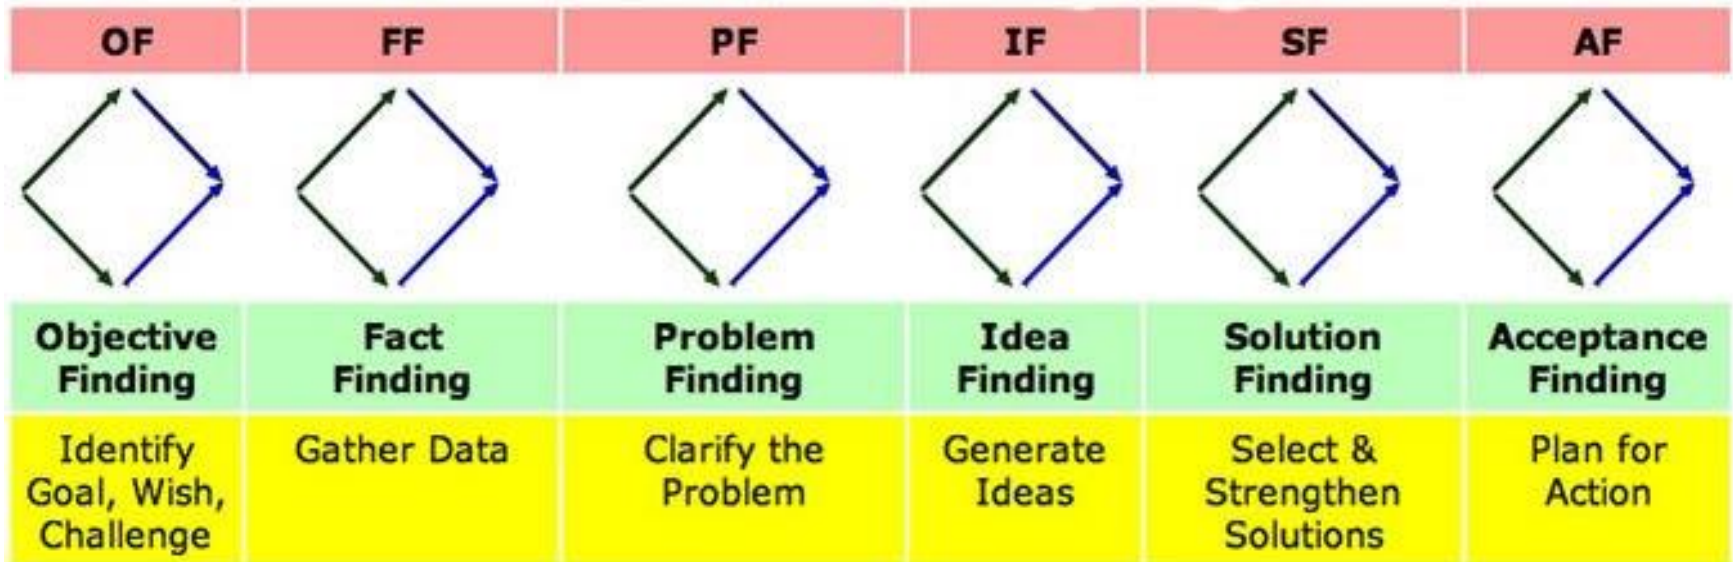 OF
FF
PF
IF
SF
AF
Objective
Finding
Fact
Finding
Problem
Finding
Idea
Finding
Solution
Finding
Acceptance
Finding
Identify
Goal, Wish,
Challenge
Gather Data
Clarify the
Problem
Generate
Ideas
Select &
Strengthen
Solutions
Plan for
Action